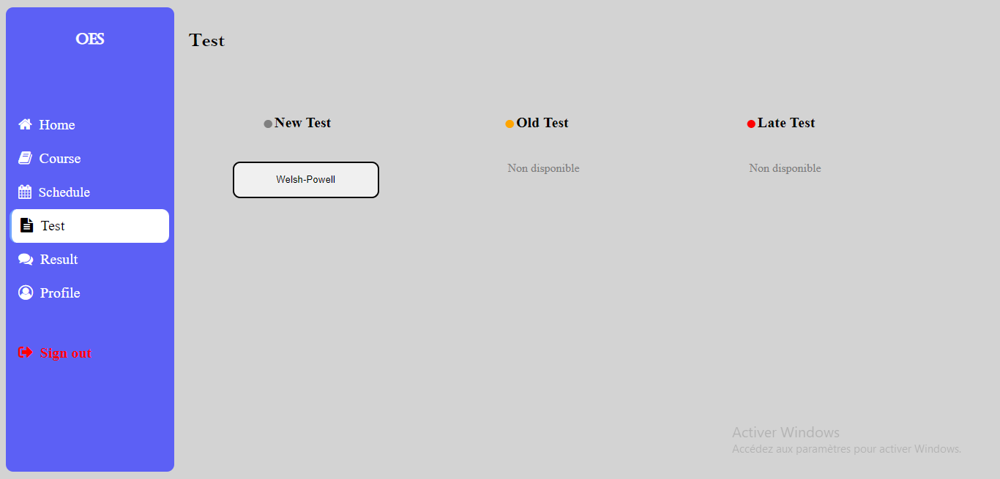 OES
Home
Course
Schedule
Test
Result
Profile
Sign out
Test
New Test
Welsh-Powell
Old Test
Non disponible
Late Test
Non disponible
Activer Windows
Accédez aux paramètres pour activer Windows.